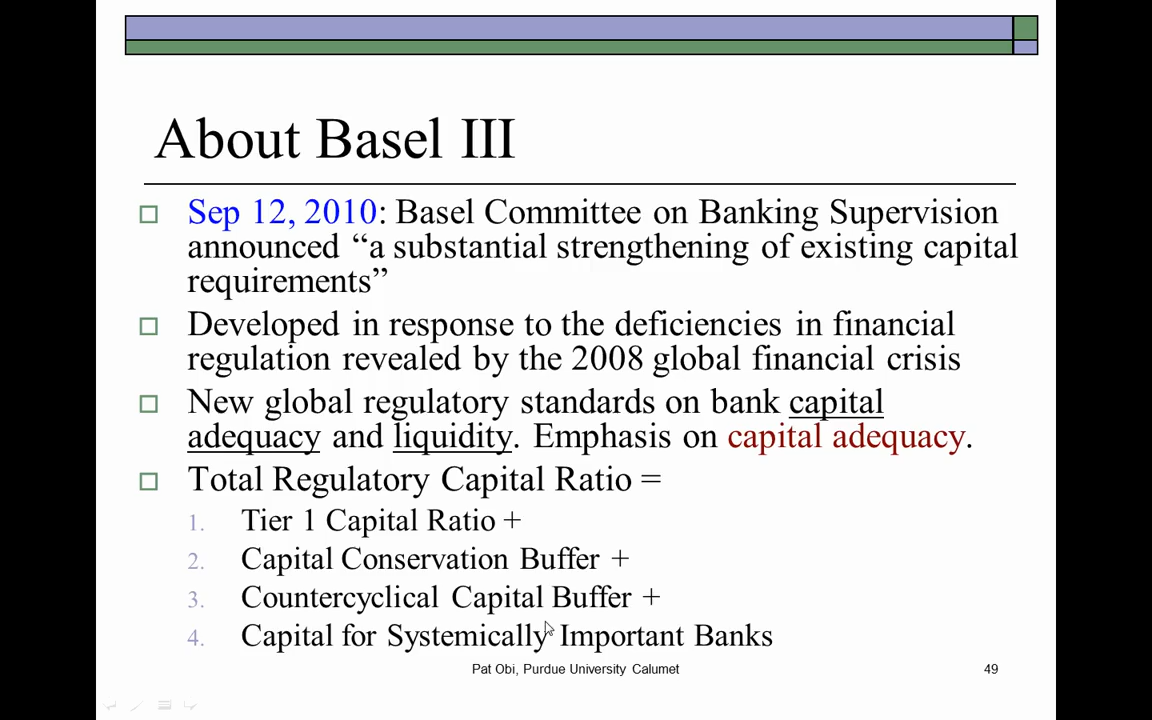 About Basel III
Sep 12, 2010: Basel Committee on Banking Supervision
announced “a substantial strengthening of existing capital
requirements”
Developed in response to the deficiencies in financial
regulation revealed by the 2008 global financial crisis
New global regulatory standards on bank capital
adequacy and liquidity. Emphasis on capital adequacy.
Total Regulatory Capital Ratio =
1. Tier 1 Capital Ratio +
2. Capital Conservation Buffer +
3. Countercyclical Capital Buffer +
4. Capital for Systemically Important Banks
Pat Obi, Purdue University Calumet 49